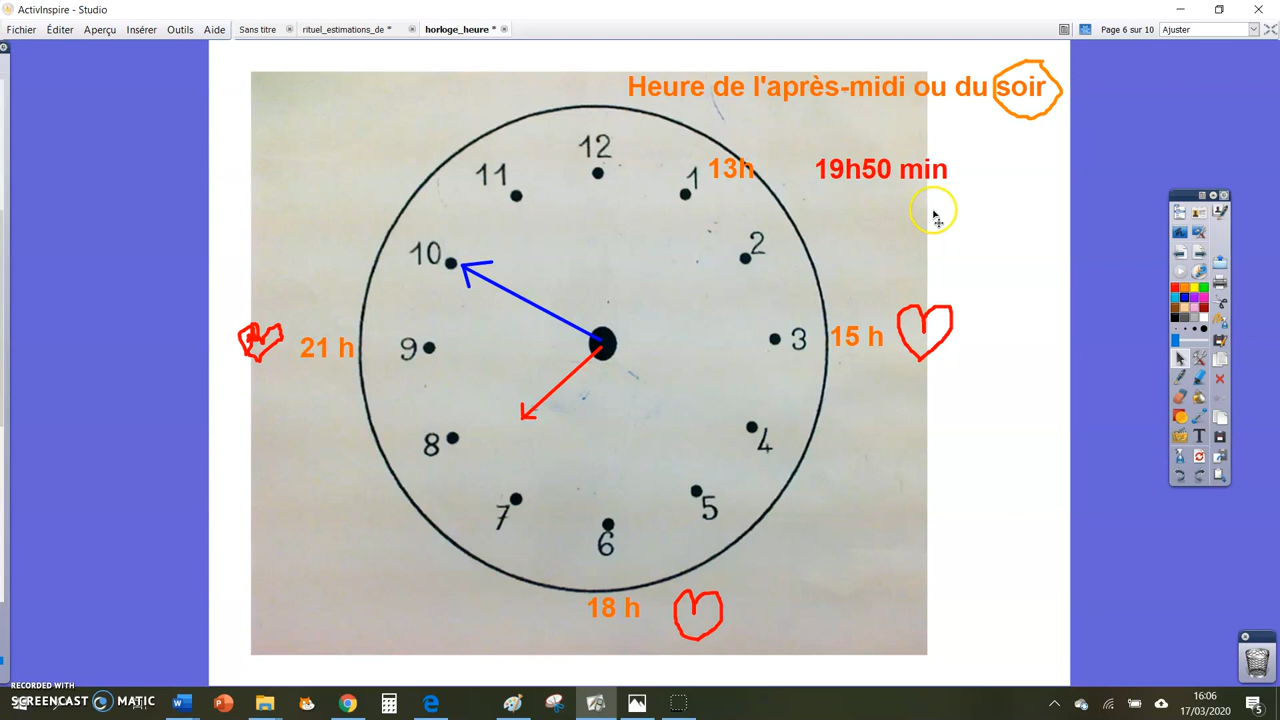 ActivInspire - Studio
Fichier Éditer Aperçu Insérer Outils Aide
Sans titre
rituel_estimations_de *
horloge_heure *
Page 6 sur 10
Ajuster
Heure de l'après-midi ou du soir
12
11
1
13h
19h50 min
10
2
21 h
9
3
15 h
8
4
7
5
6
18 h
RECORDED WITH
SCREENCAST MATIC
16:06
17/03/2020
5